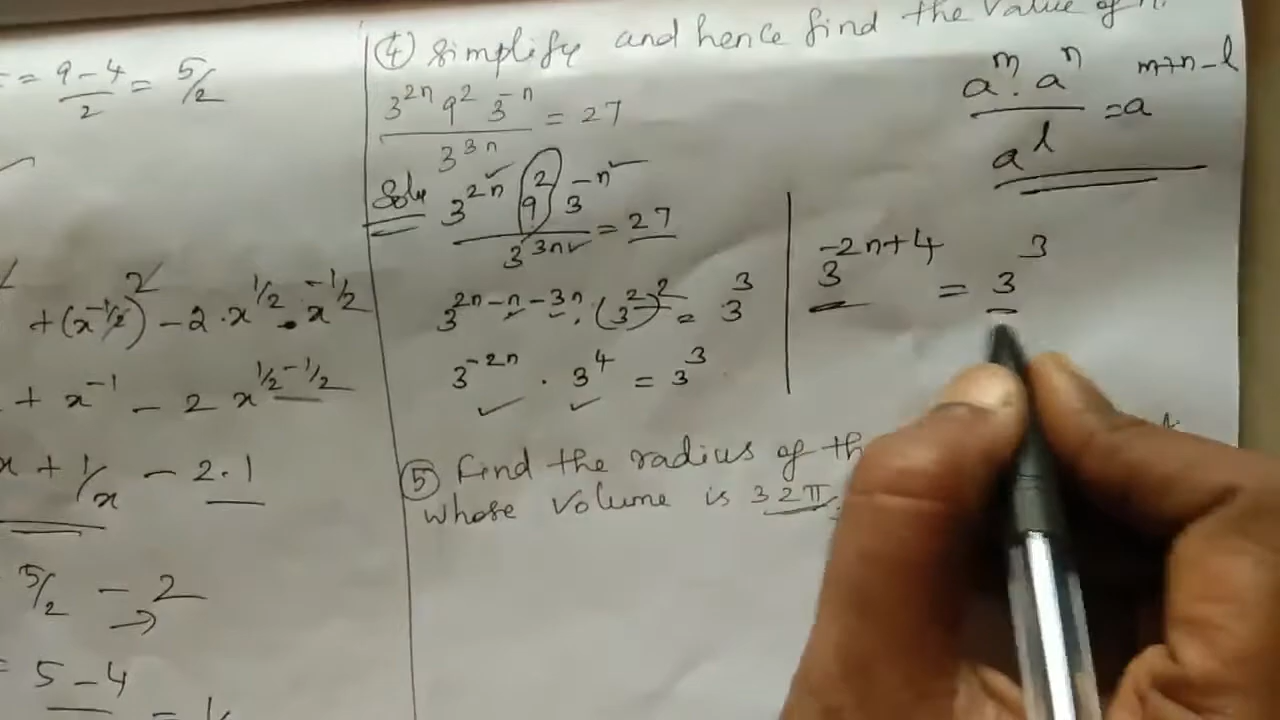 = 9-4/2 = 5/2
+(x^-1/2)^2 - 2·x^1/2·x^-1/2
+ x^-1 - 2 x^1/2-1/2
x + 1/x - 2·1
5/2 - 2
= 5-4
④ simplify and hence find the value of n.
3^2n 9^2 3^-n / 3^3n = 27
Soln 3^2n 9^2 3^-n / 3^3n = 27
3^2n-n-3n · (3^2)^2 = 3^3
3^-2n · 3^4 = 3^3
a^m · a^n / a^l = a^m+n-l
3^-2n+4 = 3^3
⑤ Find the radius of
whose volume is 32π